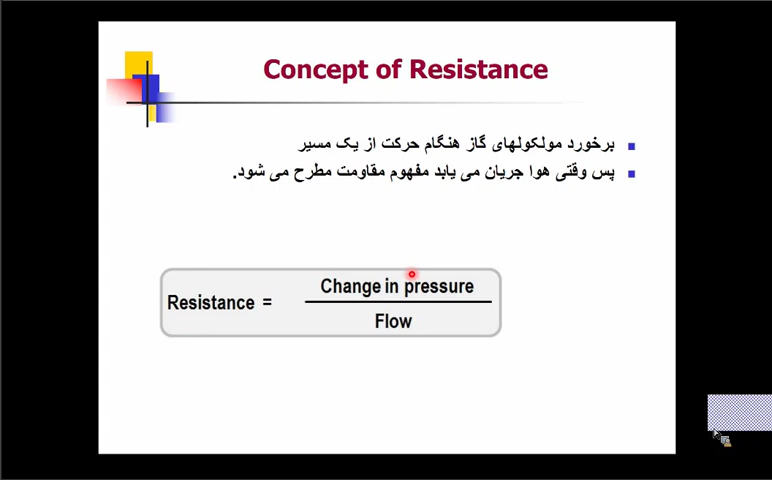 Concept of Resistance
برخورد مولکولهای گاز هنگام حرکت از یک مسیر
پس وقتی هوا جریان می یابد مفهوم مقاومت مطرح می شود.
Change in pressure
Resistance =
Flow